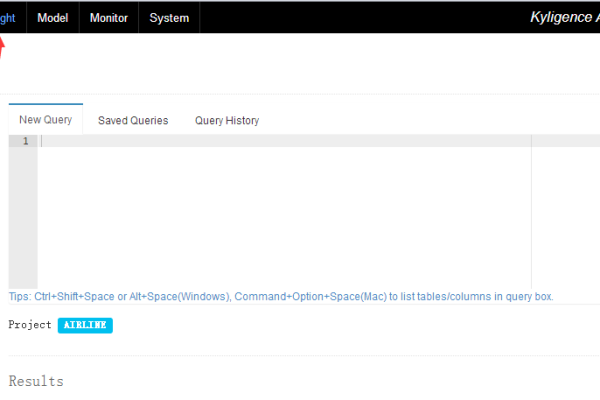 ght Model Monitor System Kyligence A
New Query Saved Queries Query History
1
Tips: Ctrl+Shift+Space or Alt+Space(Windows), Command+Option+Space(Mac) to list tables/columns in query box.
Project AIRLINE
Results